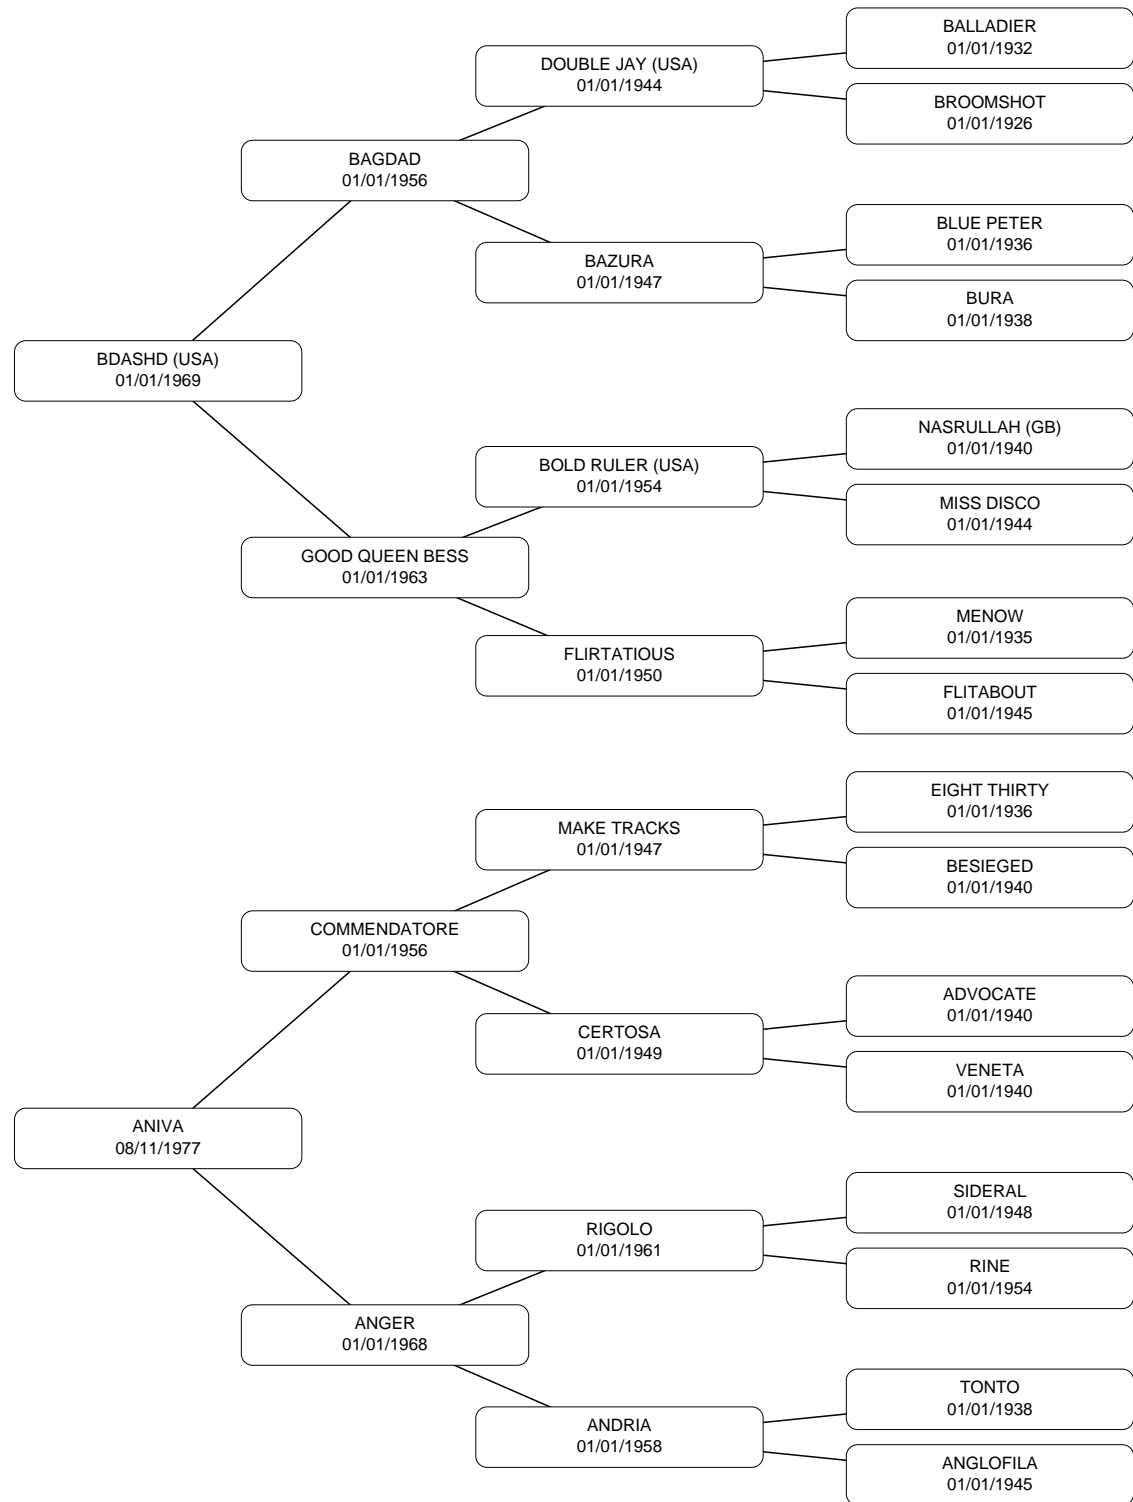 BALLADIER
01/01/1932
DOUBLE JAY (USA)
01/01/1944
BROOMSHOT
01/01/1926
BAGDAD
01/01/1956
BLUE PETER
01/01/1936
BAZURA
01/01/1947
BURA
01/01/1938
BDASHD (USA)
01/01/1969
NASRULLAH (GB)
01/01/1940
BOLD RULER (USA)
01/01/1954
MISS DISCO
01/01/1944
GOOD QUEEN BESS
01/01/1963
MENOW
01/01/1935
FLIRTATIOUS
01/01/1950
FLITABOUT
01/01/1945
EIGHT THIRTY
01/01/1936
MAKE TRACKS
01/01/1947
BESIEGED
01/01/1940
COMMENDATORE
01/01/1956
ADVOCATE
01/01/1940
CERTOSA
01/01/1949
VENETA
01/01/1940
ANIVA
08/11/1977
SIDERAL
01/01/1948
RIGOLO
01/01/1961
RINE
01/01/1954
ANGER
01/01/1968
TONTO
01/01/1938
ANDRIA
01/01/1958
ANGLOFILA
01/01/1945